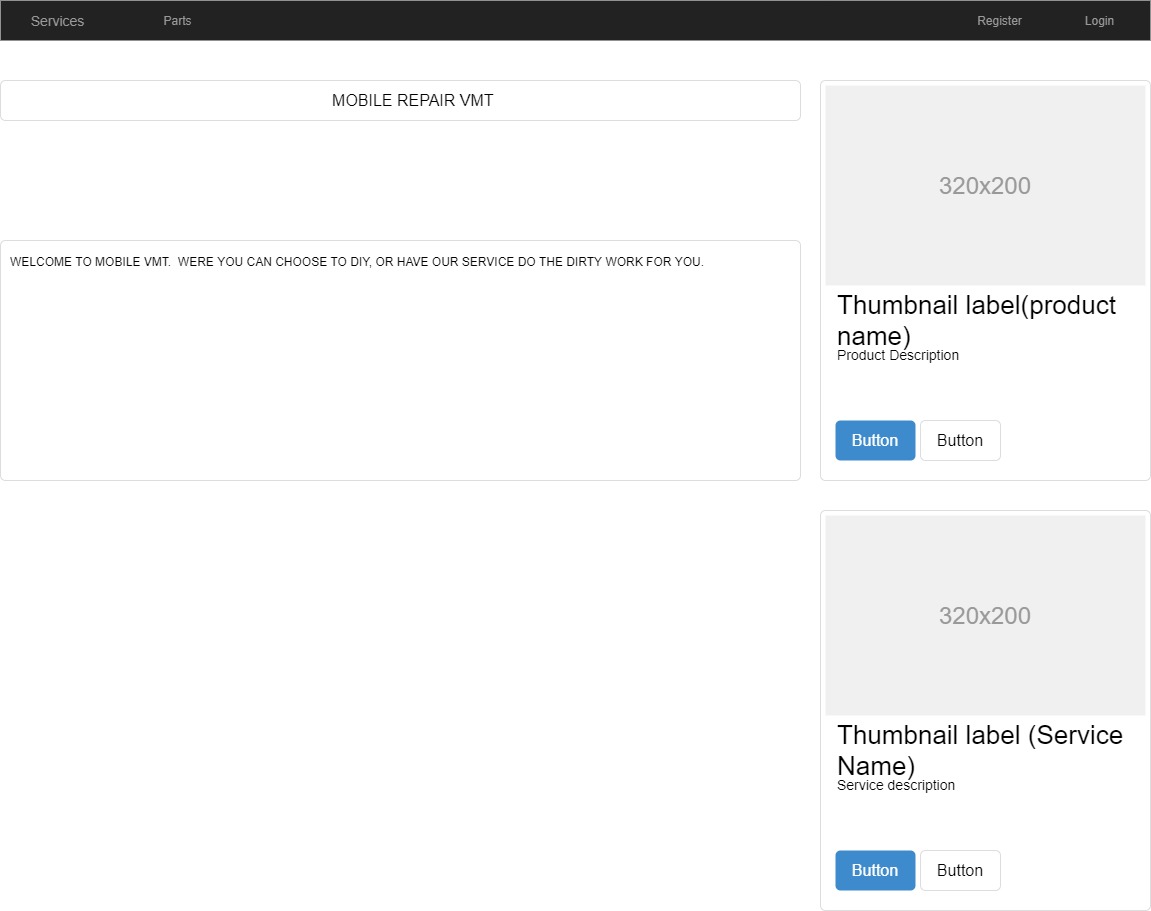 Services Parts Register Login
MOBILE REPAIR VMT
WELCOME TO MOBILE VMT.  WERE YOU CAN CHOOSE TO DIY, OR HAVE OUR SERVICE DO THE DIRTY WORK FOR YOU.
320x200
Thumbnail label(product
name)
Product Description
Button Button
320x200
Thumbnail label (Service
Name)
Service description
Button Button